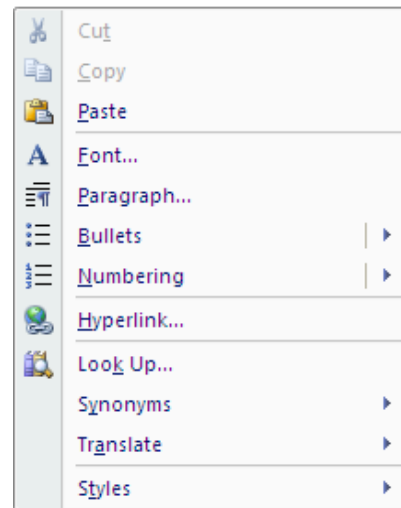 Cut
Copy
Paste
Font...
Paragraph...
Bullets
Numbering
Hyperlink...
Look Up...
Synonyms
Translate
Styles